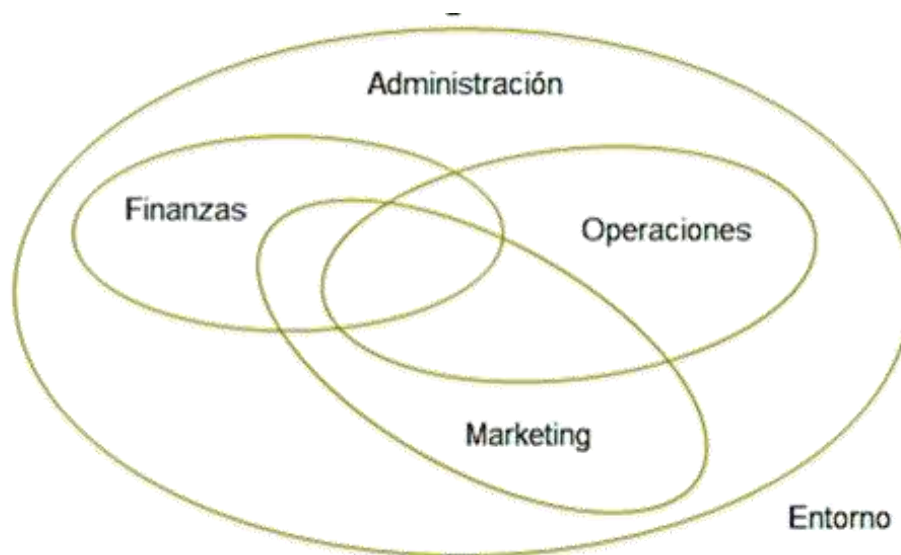 Administración
Finanzas
Operaciones
Marketing
Entorno